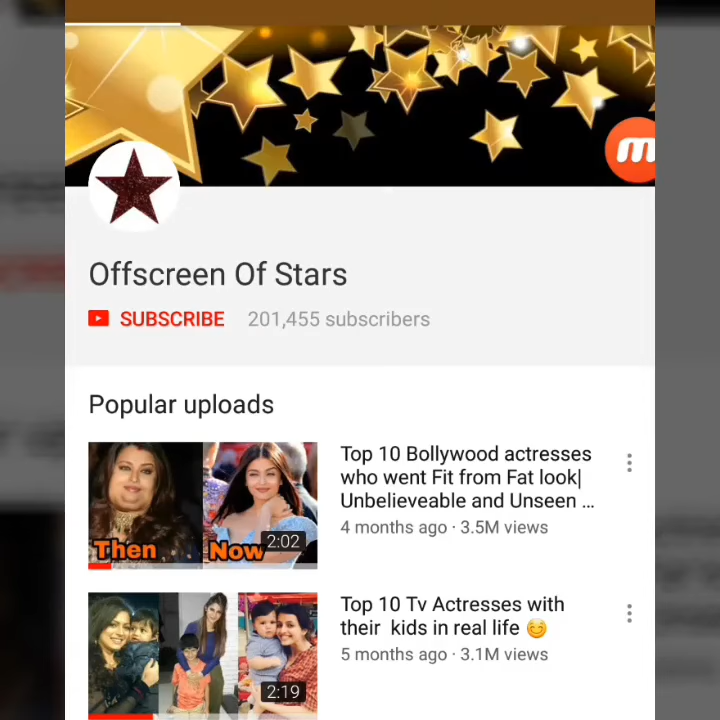 m
Offscreen Of Stars
SUBSCRIBE 201,455 subscribers
Popular uploads
Top 10 Bollywood actresses
who went Fit from Fat look|
Unbelieveable and Unseen ...
4 months ago · 3.5M views
Then
Now
2:02
Top 10 Tv Actresses with
their kids in real life 😊
5 months ago · 3.1M views
2:19